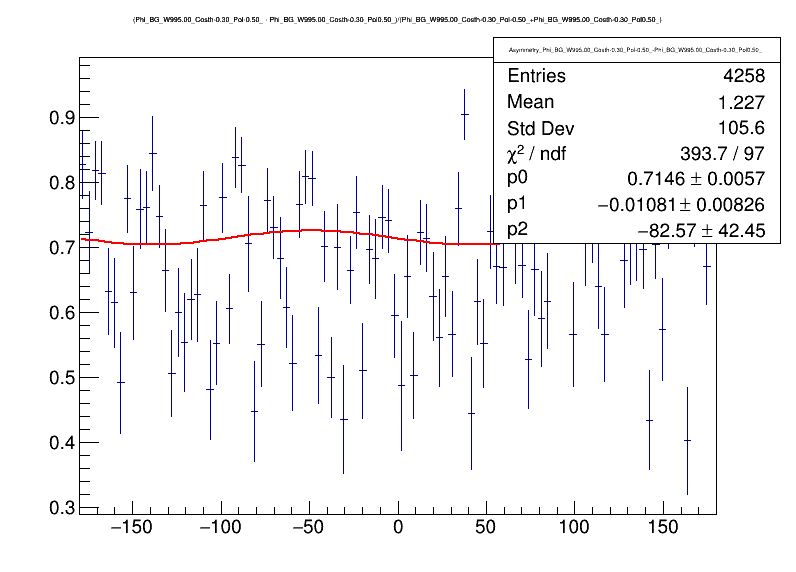 (Phi_BG_W995.00_Costh-0.30_Pol-0.50_ - Phi_BG_W995.00_Costh-0.30_Pol0.50_)/(Phi_BG_W995.00_Costh-0.30_Pol-0.50_+Phi_BG_W995.00_Costh-0.30_Pol0.50_)
Asymmetry_Phi_BG_W995.00_Costh-0.30_Pol-0.50_-Phi_BG_W995.00_Costh-0.30_Pol0.50_
Entries 4258
Mean 1.227
Std Dev 105.6
χ² / ndf 393.7 / 97
p0 0.7146 ± 0.0057
p1 −0.01081 ± 0.00826
p2 −82.57 ± 42.45
0.9
0.8
0.7
0.6
0.5
0.4
0.3
−150 −100 −50 0 50 100 150